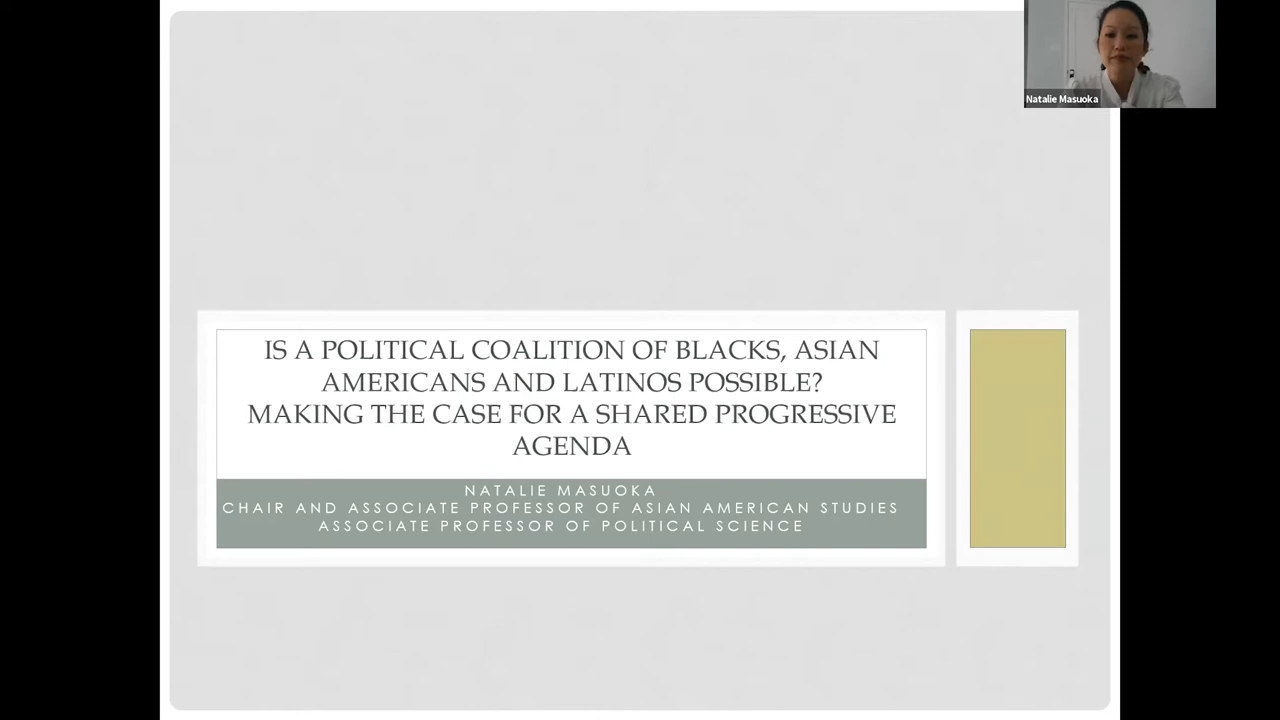 Natalie Masuoka
IS A POLITICAL COALITION OF BLACKS, ASIAN
AMERICANS AND LATINOS POSSIBLE?
MAKING THE CASE FOR A SHARED PROGRESSIVE
AGENDA
NATALIE MASUOKA
CHAIR AND ASSOCIATE PROFESSOR OF ASIAN AMERICAN STUDIES
ASSOCIATE PROFESSOR OF POLITICAL SCIENCE